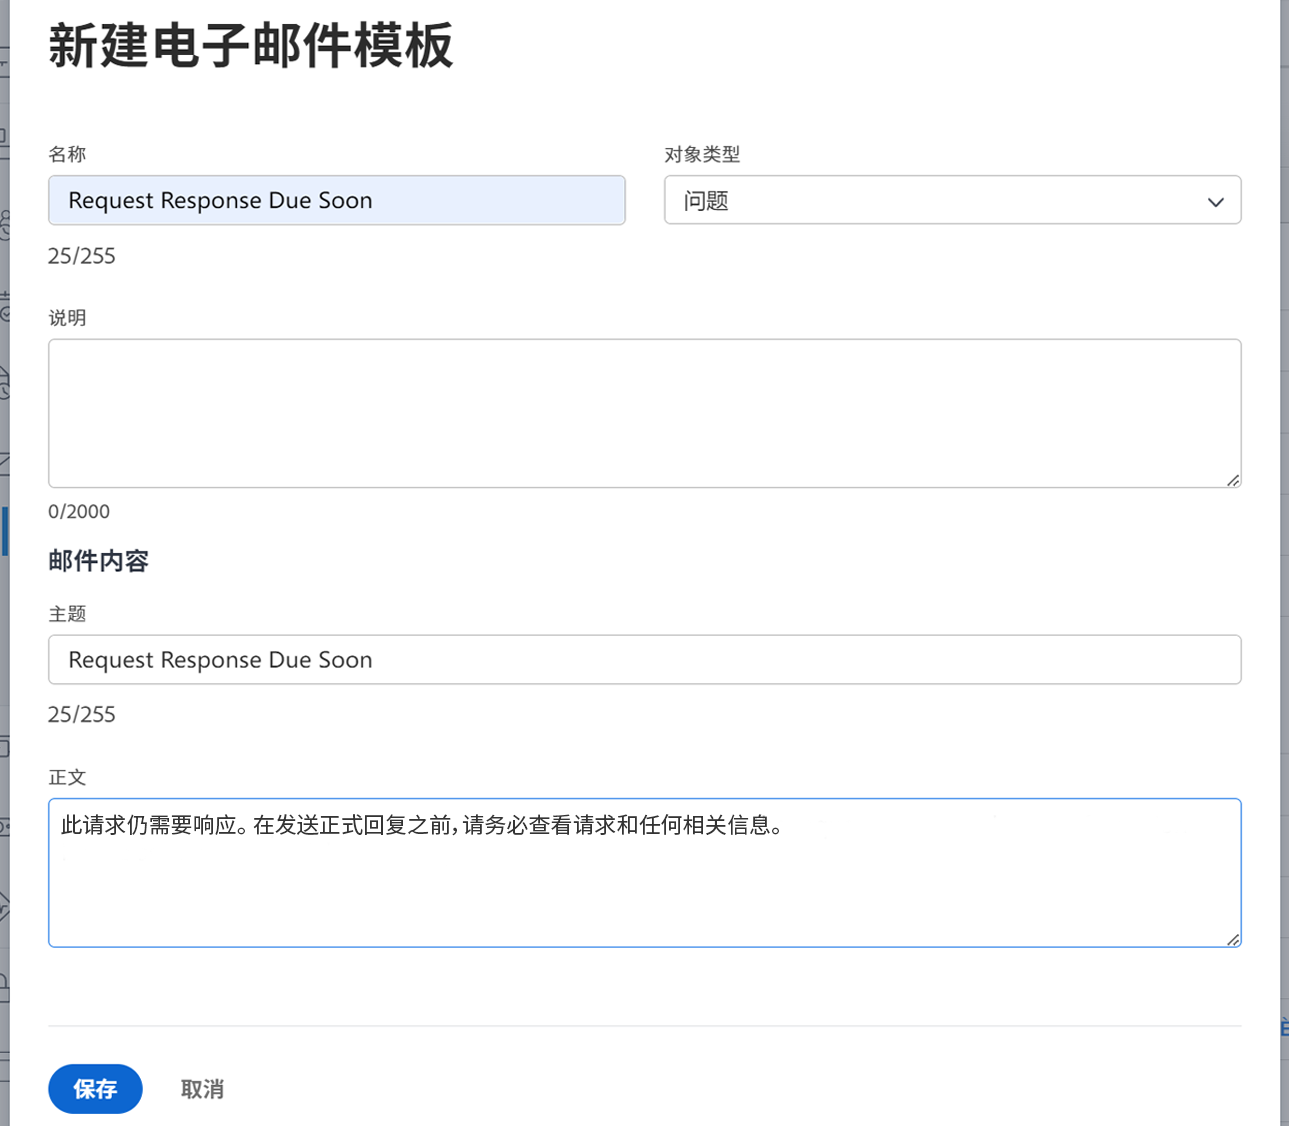 新建电子邮件模板
名称
对象类型
Request Response Due Soon
问题
25/255
说明
0/2000
邮件内容
主题
Request Response Due Soon
25/255
正文
此请求仍需要响应。在发送正式回复之前,请务必查看请求和任何相关信息。
保存
取消